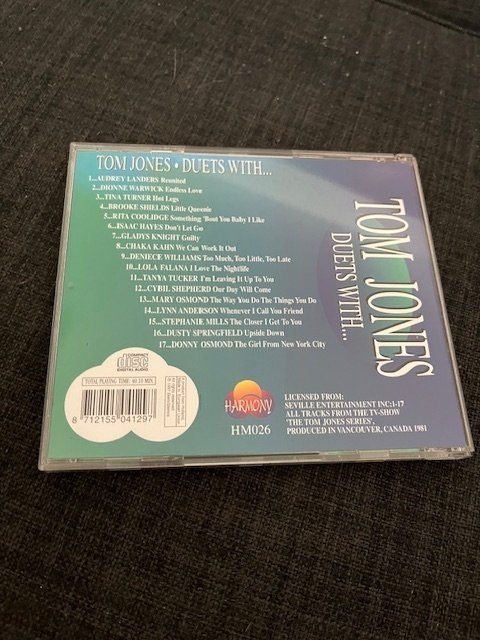 TOM JONES • DUETS WITH...
1...AUDREY LANDERS Reunited
2...DIONNE WARWICK Endless Love
3...TINA TURNER Hot Legs
4...BROOKE SHIELDS Little Queenie
5...RITA COOLIDGE Something 'Bout You Baby I Like
6...ISAAC HAYES Don't Let Go
7...GLADYS KNIGHT Guilty
8...CHAKA KAHN We Can Work It Out
9...DENIECE WILLIAMS Too Much, Too Little, Too Late
10...LOLA FALANA I Love The Nightlife
11...TANYA TUCKER I'm Leaving It Up To You
12...CYBIL SHEPHERD Our Day Will Come
13...MARY OSMOND The Way You Do The Things You Do
14...LYNN ANDERSON Whenever I Call You Friend
15...STEPHANIE MILLS The Closer I Get To You
16...DUSTY SPRINGFIELD Upside Down
17...DONNY OSMOND The Girl From New York City
TOM JONES
DUETS WITH...
COMPACT
disc
DIGITAL AUDIO
TOTAL PLAYING TIME: 40.10 MIN.
8 712155 041297
HARMONY
HM026
LICENSED FROM:
SEVILLE ENTERTAINMENT INC:1-17
ALL TRACKS FROM THE TV-SHOW
'THE TOM JONES SERIES',
PRODUCED IN VANCOUVER, CANADA 1981